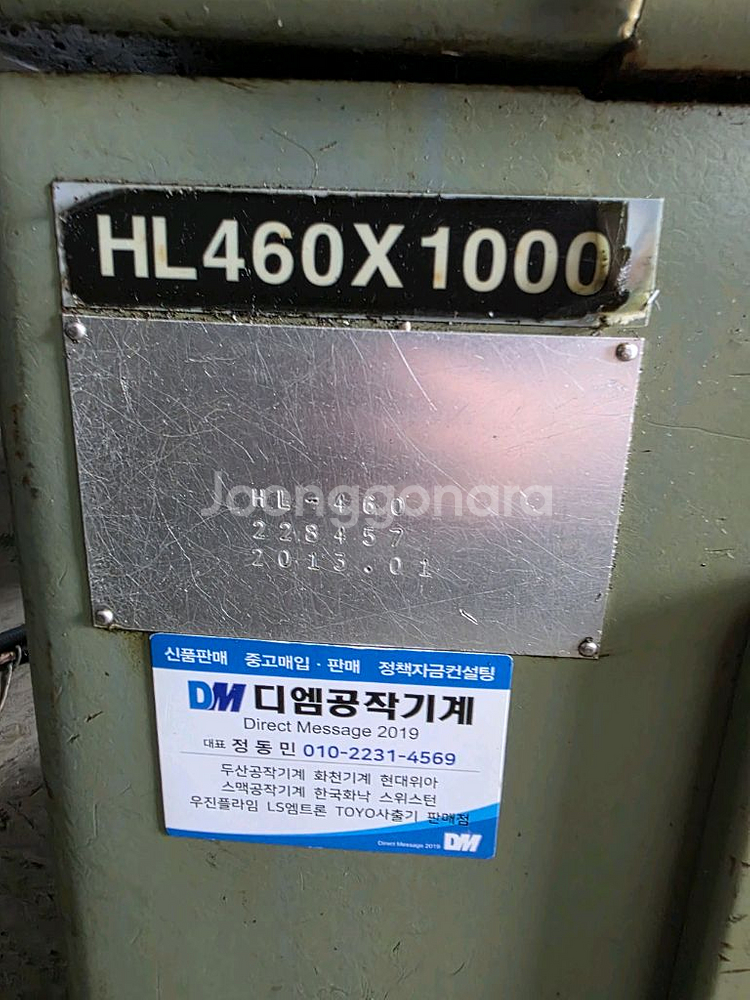 HL460X1000
Joonggonara
HL-460
228457
2013.01
신품판매 중고매입 · 판매 정책자금컨설팅
DM 디엠공작기계
Direct Message 2019
대표 정동민 010-2231-4569
두산공작기계 화천기계 현대위아
스맥공작기계 한국화낙 스위스턴
우진플라임 LS엠트론 TOYO사출기 판매점
Direct Message 2019 DM